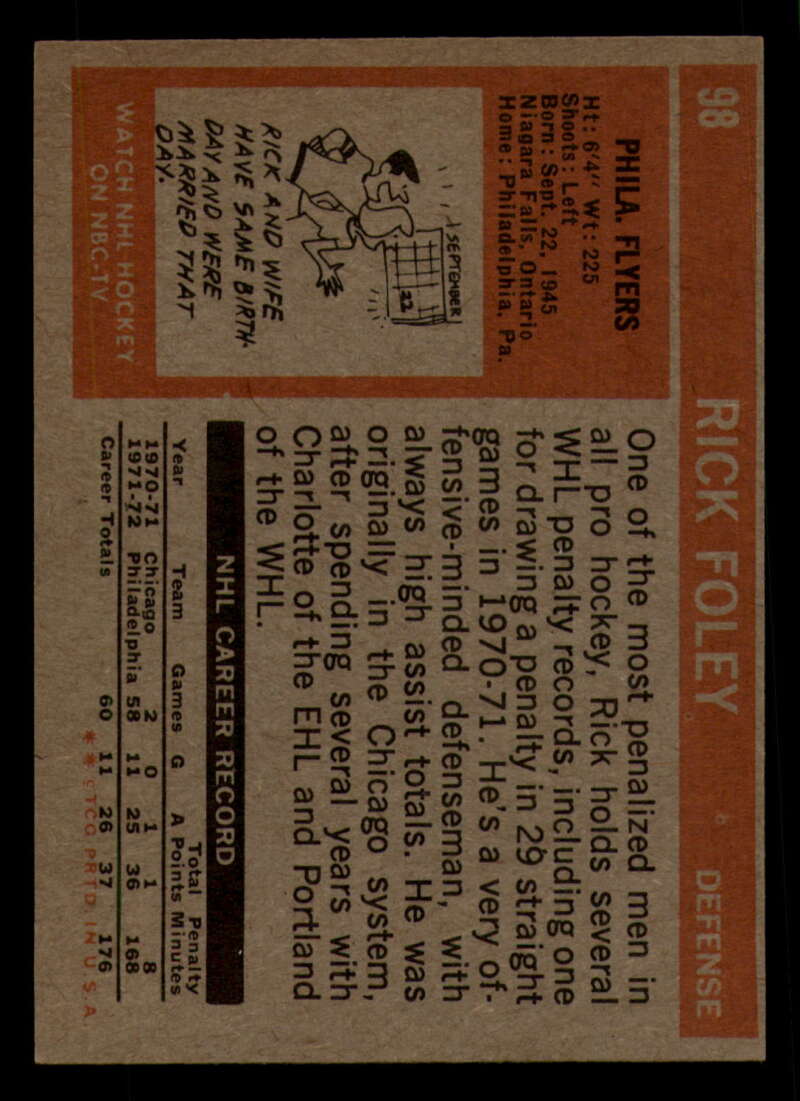 98 RICK FOLEY DEFENSE
PHILA. FLYERS
Ht: 6'4" Wt: 225
Shoots: Left
Born: Sept. 22, 1945
Niagara Falls, Ontario
Home: Philadelphia, Pa.
SEPTEMBER
22
RICK AND WIFE
HAVE SAME BIRTH-
DAY AND WERE
MARRIED THAT
DAY.
WATCH NHL HOCKEY
ON NBC-TV
One of the most penalized men in
all pro hockey, Rick holds several
WHL penalty records, including one
for drawing a penalty in 29 straight
games in 1970-71. He's a very of-
fensive-minded defenseman, with
always high assist totals. He was
originally in the Chicago system,
after spending several years with
Charlotte of the EHL and Portland
of the WHL.
NHL CAREER RECORD
Total Penalty
Year Team Games G A Points Minutes
1970-71 Chicago 2 0 1 1 8
1971-72 Philadelphia 58 11 25 36 168
Career Totals 60 11 26 37 176
* * © T.C.G. PRTD. IN U.S.A.